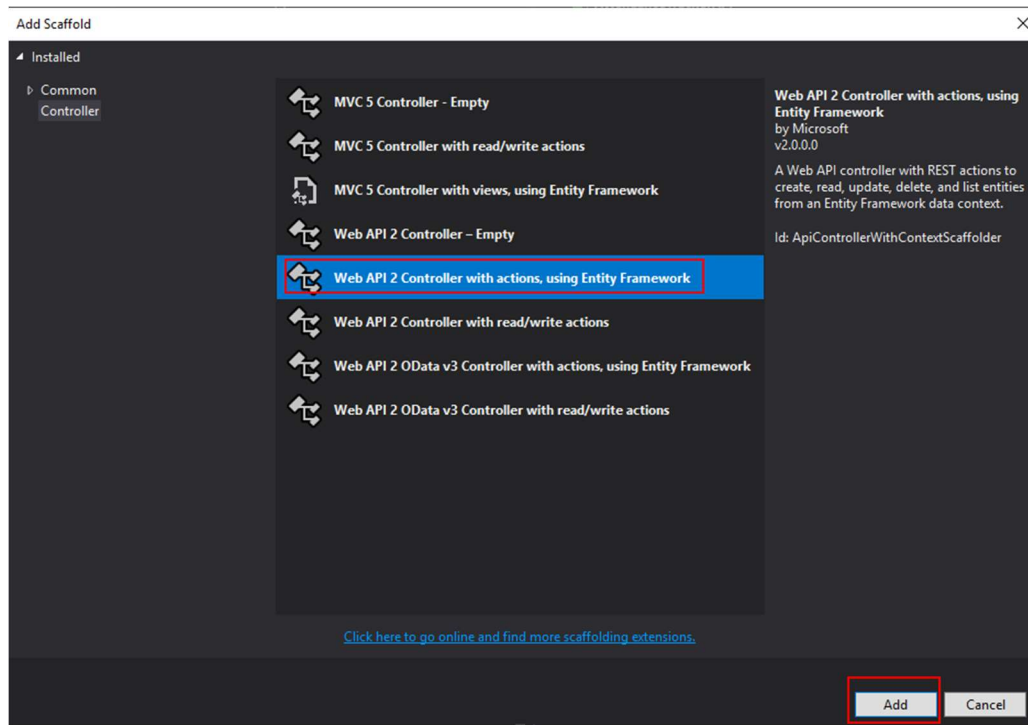 Add Scaffold
Installed
Common
Controller
MVC 5 Controller - Empty
MVC 5 Controller with read/write actions
MVC 5 Controller with views, using Entity Framework
Web API 2 Controller – Empty
Web API 2 Controller with actions, using Entity Framework
Web API 2 Controller with read/write actions
Web API 2 OData v3 Controller with actions, using Entity Framework
Web API 2 OData v3 Controller with read/write actions
Click here to go online and find more scaffolding extensions.
Web API 2 Controller with actions, using
Entity Framework
by Microsoft
v2.0.0.0
A Web API controller with REST actions to
create, read, update, delete, and list entities
from an Entity Framework data context.
Id: ApiControllerWithContextScaffolder
Add
Cancel